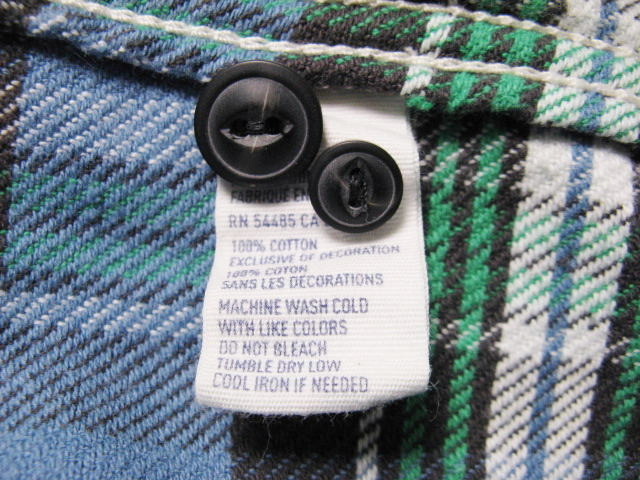 FABRIQUE EN
RN 54485 CA
100% COTTON
EXCLUSIVE OF DECORATION
100% COTON
SANS LES DECORATIONS
MACHINE WASH COLD
WITH LIKE COLORS
DO NOT BLEACH
TUMBLE DRY LOW
COOL IRON IF NEEDED